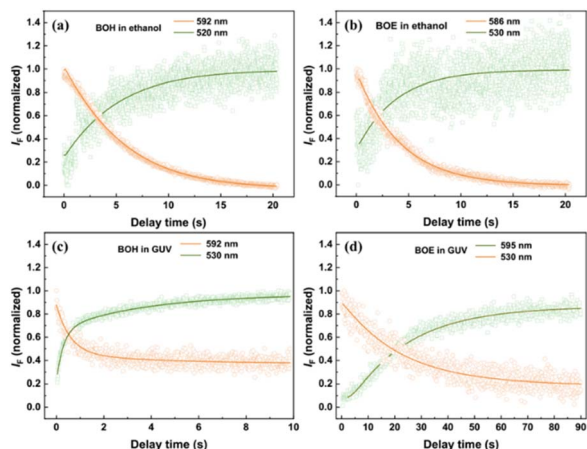 (a) BOH in ethanol
592 nm
520 nm
I_F (normalized)
1.4
1.2
1.0
0.8
0.6
0.4
0.2
0.0
0 5 10 15 20
Delay time (s)
(b) BOE in ethanol
586 nm
530 nm
I_F (normalized)
1.4
1.2
1.0
0.8
0.6
0.4
0.2
0.0
0 5 10 15 20
Delay time (s)
(c) BOH in GUV
592 nm
530 nm
I_F (normalized)
1.4
1.2
1.0
0.8
0.6
0.4
0.2
0.0
0 2 4 6 8 10
Delay time (s)
(d) BOE in GUV
595 nm
530 nm
I_F (normalized)
1.4
1.2
1.0
0.8
0.6
0.4
0.2
0.0
0 10 20 30 40 50 60 70 80 90
Delay time (s)